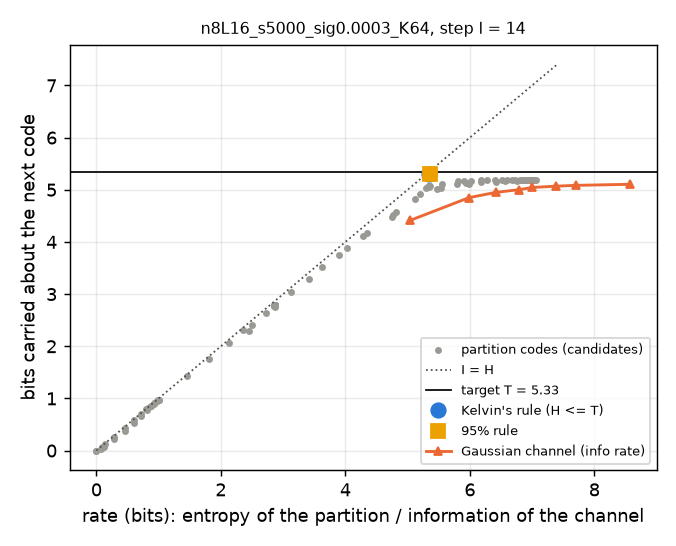 n8L16_s5000_sig0.0003_K64, step l = 14
bits carried about the next code
7
6
5
4
3
2
1
0
partition codes (candidates)
I = H
target T = 5.33
Kelvin's rule (H <= T)
95% rule
Gaussian channel (info rate)
0 2 4 6 8
rate (bits): entropy of the partition / information of the channel